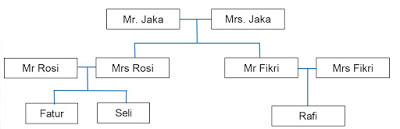 Mr. Jaka Mrs. Jaka
Mr Rosi Mrs Rosi Mr Fikri Mrs Fikri
Fatur Seli Rafi